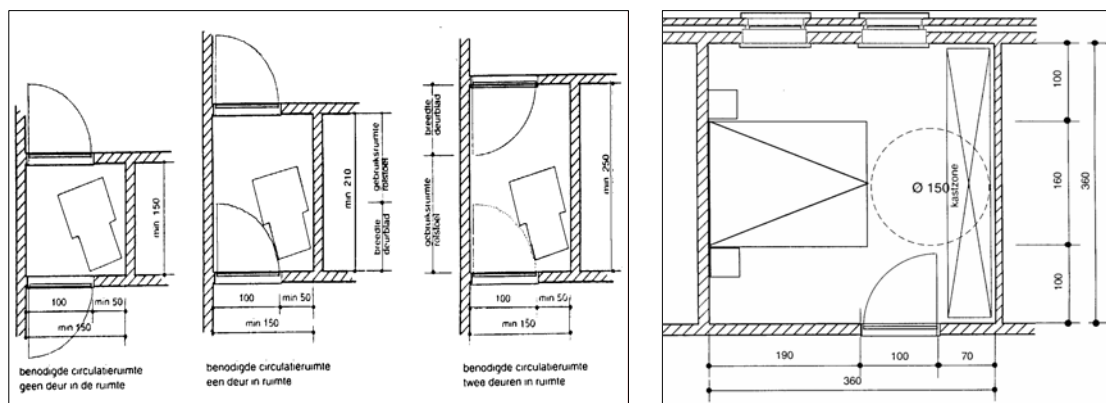 min 150
100
min 50
min 150
benodigde circulatieruimte
geen deur in de ruimte
min 210
gebruiksruimte
rolstoel
breedte
deurblad
100
min 50
min 150
benodigde circulatieruimte
een deur in ruimte
breedte
deurblad
gebruiksruimte
rolstoel
min 250
100
min 50
min 150
benodigde circulatieruimte
twee deuren in ruimte
Ø 150
kastzone
100
160
100
360
190
100
70
360